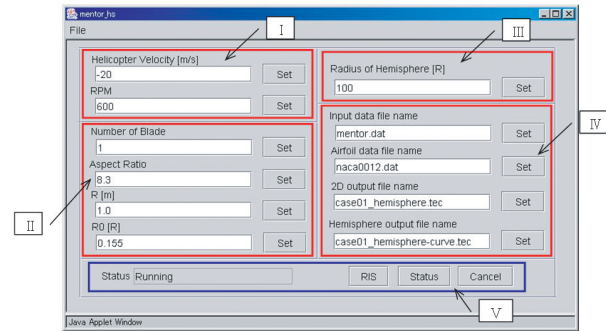 mentor_hs
File
I
Helicopter Velocity [m/s]
-20
Set
RPM
600
Set
II
Number of Blade
1
Set
Aspect Ratio
8.3
Set
R [m]
1.0
Set
R0 [R]
0.155
Set
III
Radius of Hemisphere [R]
100
Set
IV
Input data file name
mentor.dat
Set
Airfoil data file name
naca0012.dat
Set
2D output file name
case01_hemisphere.tec
Set
Hemisphere output file name
case01_hemisphere-curve.tec
Set
Status Running
RIS
Status
Cancel
V
Java Applet Window